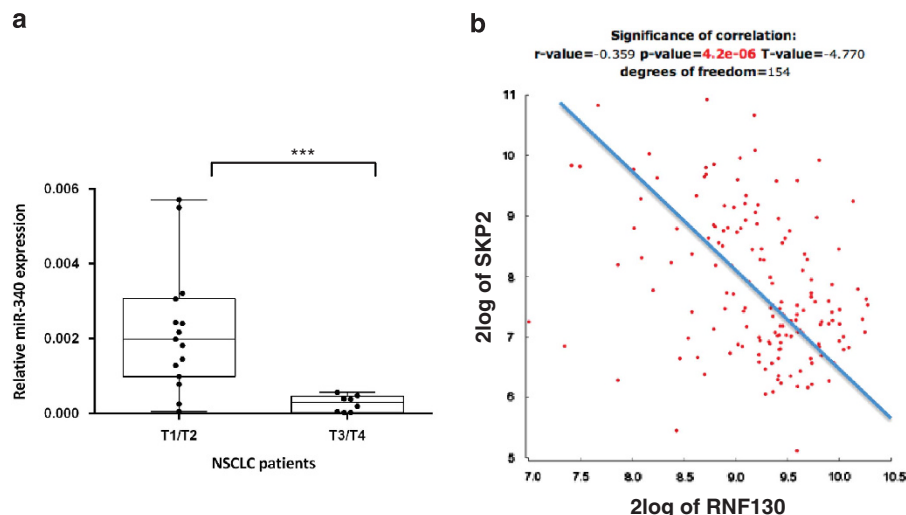 a
***
0.006
0.004
0.002
0.000
Relative miR-340 expression
T1/T2 T3/T4
NSCLC patients
b
Significance of correlation:
r-value=-0.359 p-value=4.2e-06 T-value=-4.770
degrees of freedom=154
11
10
9
8
7
6
5
2log of SKP2
7.0 7.5 8.0 8.5 9.0 9.5 10.0 10.5
2log of RNF130